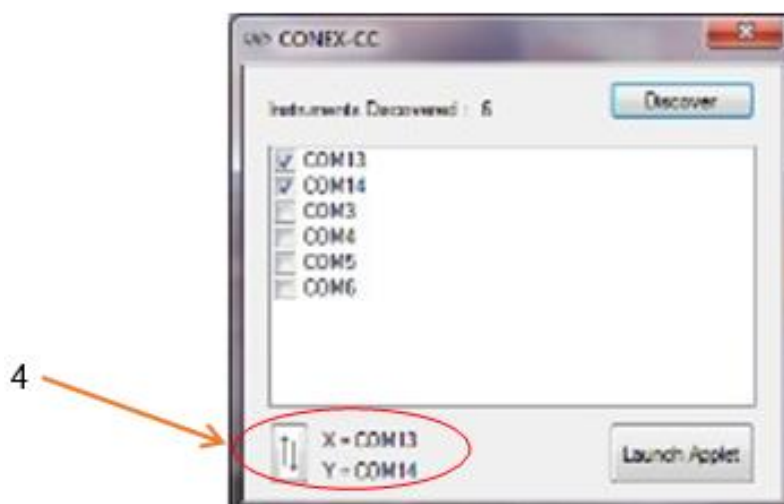 CONEX-CC
Instruments Discovered : 6
Discover
COM13
COM14
COM3
COM4
COM5
COM6
4
X = COM13
Y = COM14
Launch Applet